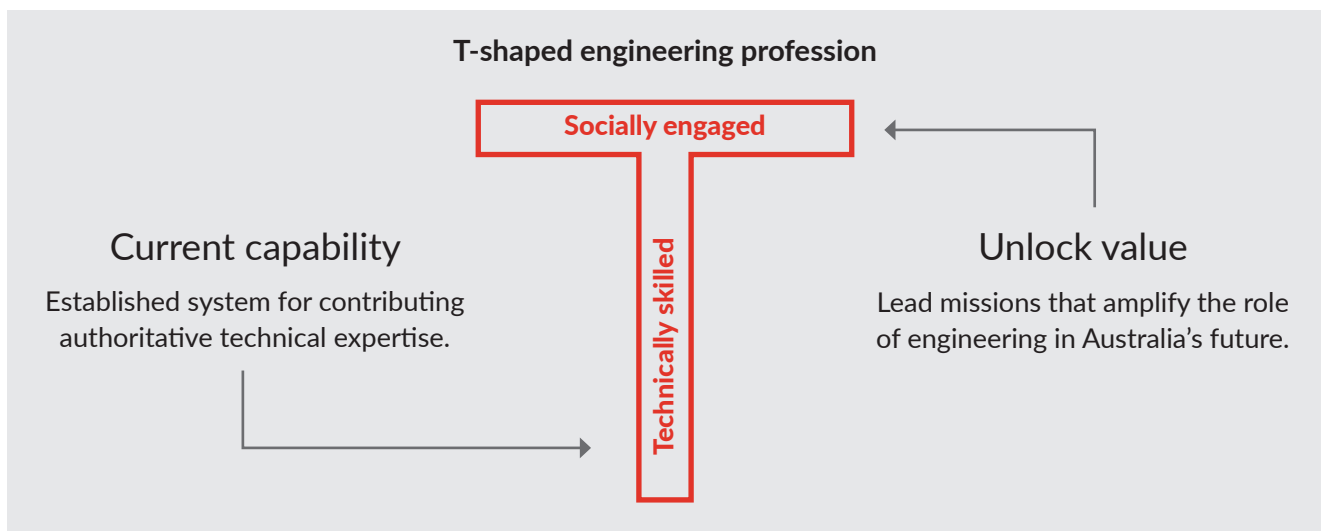 T-shaped engineering profession
Socially engaged
Technically skilled
Current capability
Established system for contributing
authoritative technical expertise.
Unlock value
Lead missions that amplify the role
of engineering in Australia’s future.